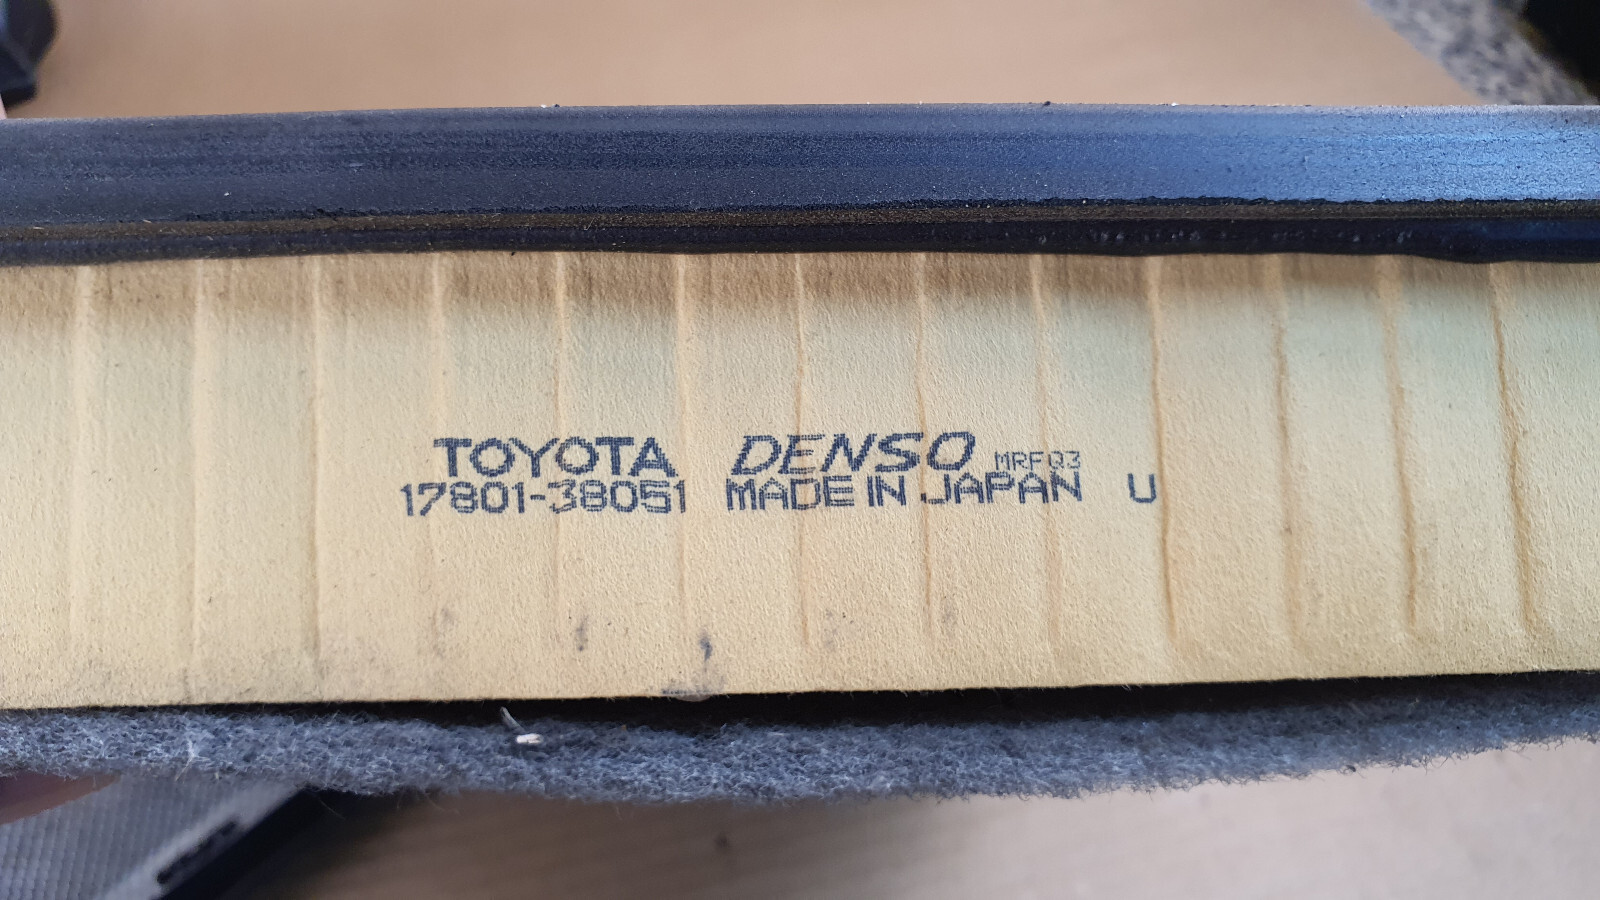 TOYOTA DENSO MRFQ3
17801-38051 MADE IN JAPAN U